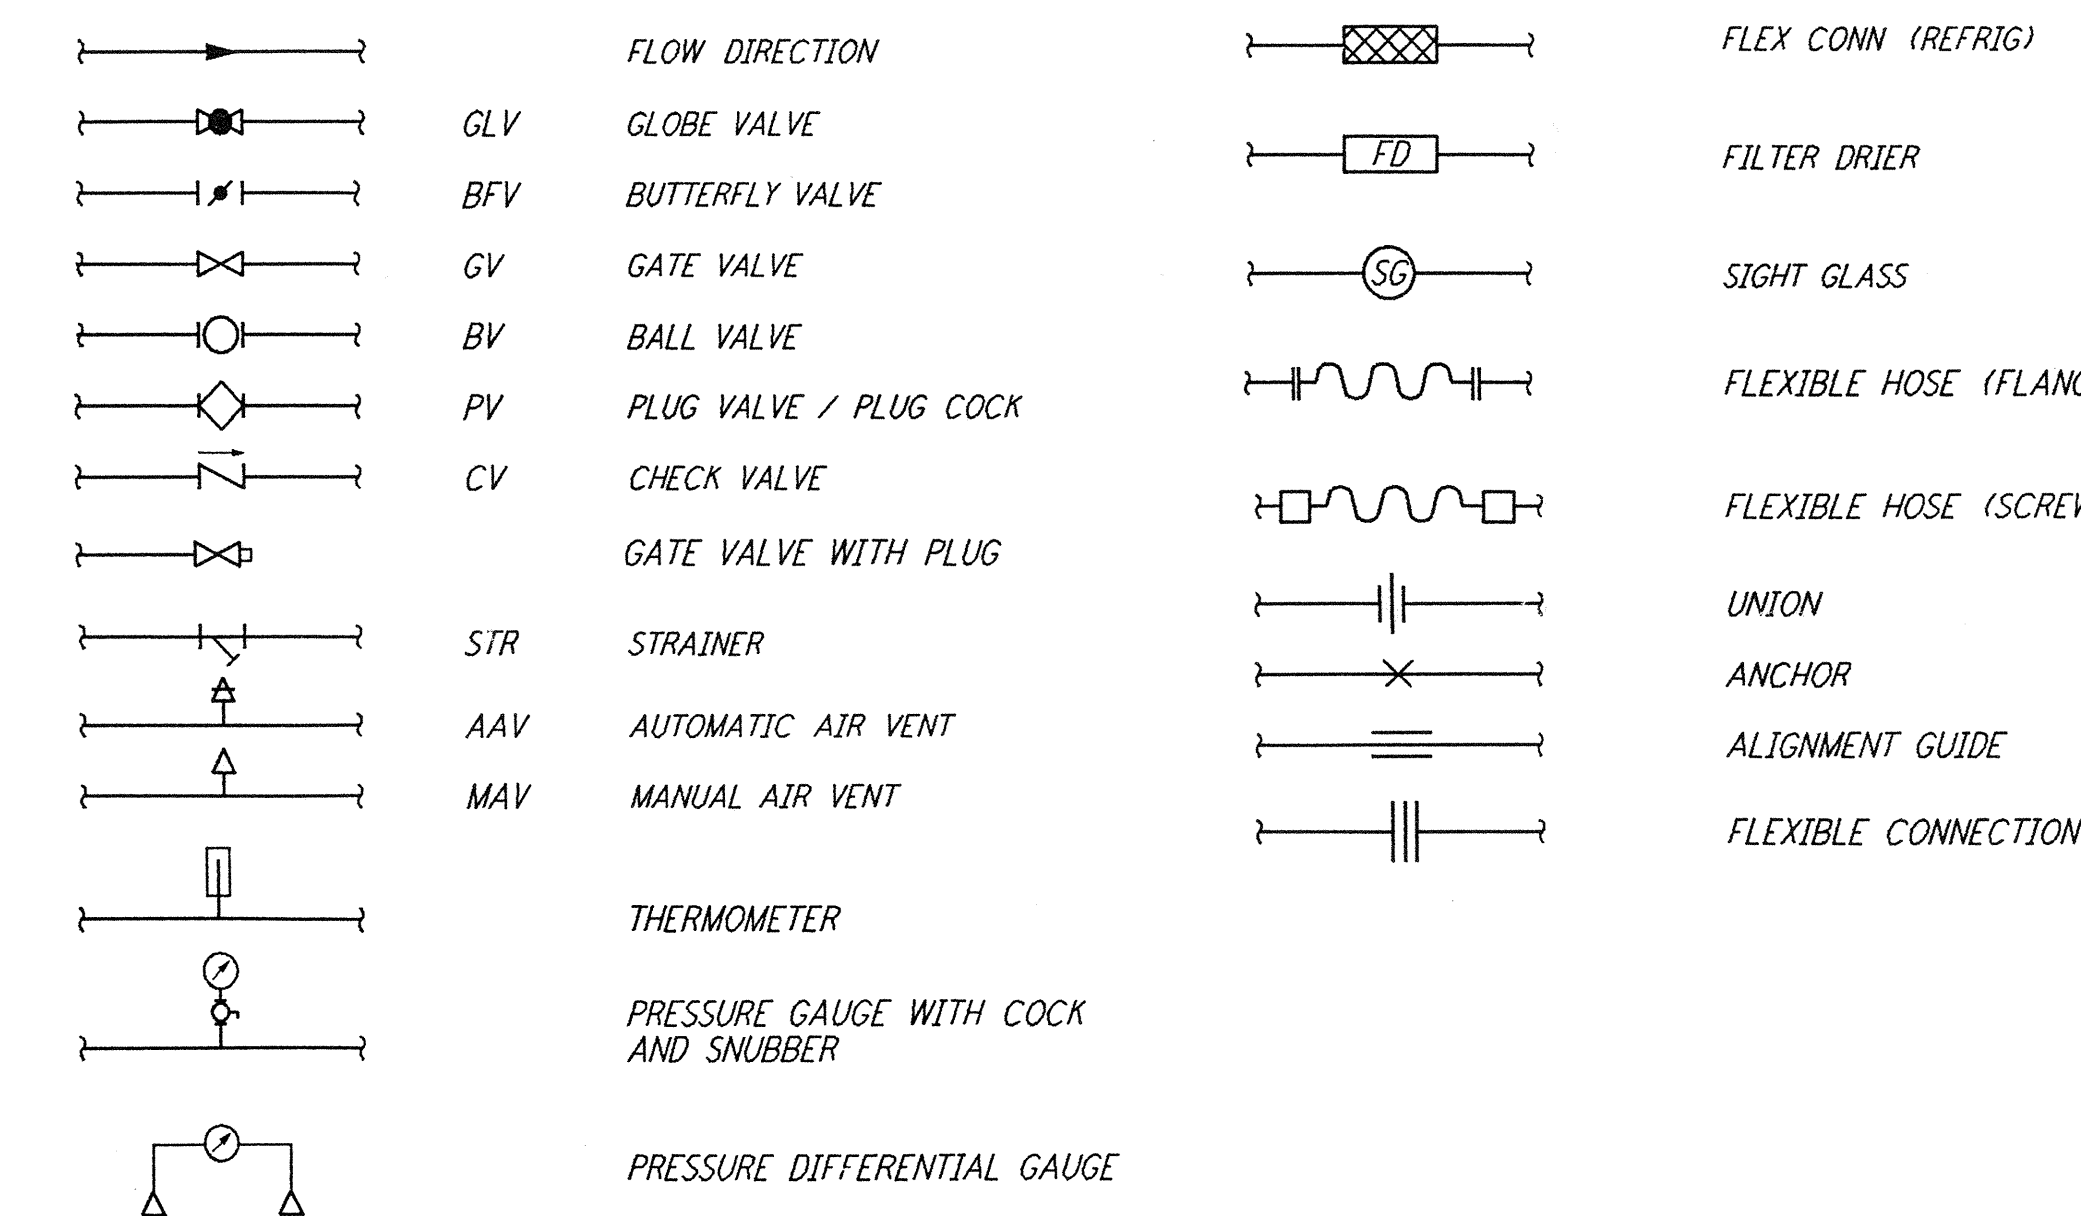 FLOW DIRECTION
GLV GLOBE VALVE
BFV BUTTERFLY VALVE
GV GATE VALVE
BV BALL VALVE
PV PLUG VALVE / PLUG COCK
CV CHECK VALVE
GATE VALVE WITH PLUG
STR STRAINER
AAV AUTOMATIC AIR VENT
MAV MANUAL AIR VENT
THERMOMETER
PRESSURE GAUGE WITH COCK
AND SNUBBER
PRESSURE DIFFERENTIAL GAUGE
FLEX CONN (REFRIG)
FD FILTER DRIER
SG SIGHT GLASS
FLEXIBLE HOSE
FLEXIBLE HOSE
UNION
ANCHOR
ALIGNMENT GUIDE
FLEXIBLE CONNECTION